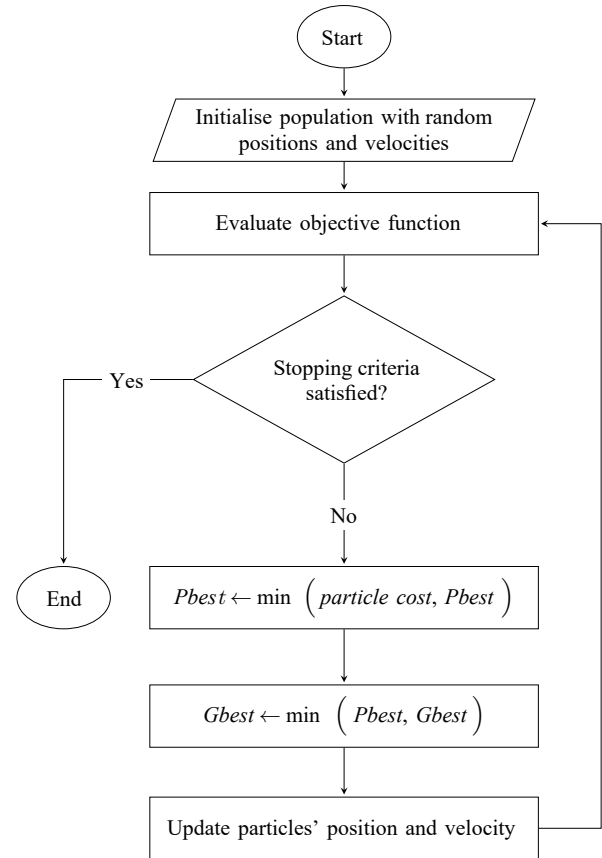 Start
Initialise population with random
positions and velocities
Evaluate objective function
Stopping criteria
satisfied?
Yes
No
End
Pbest ← min ( particle cost, Pbest )
Gbest ← min ( Pbest, Gbest )
Update particles’ position and velocity